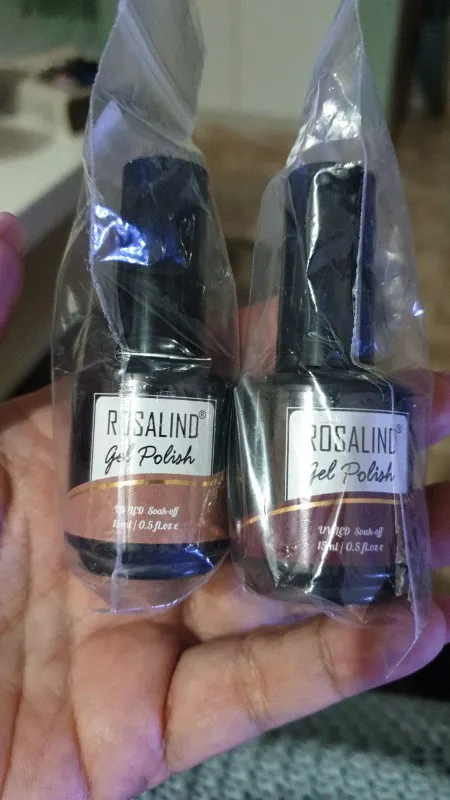 ROSALIND®
Gel Polish
UV/LED Soak-off
15ml / 0.5 fl.oz e
ROSALIND®
Gel Polish
UV/LED Soak-off
15ml / 0.5 fl.oz e